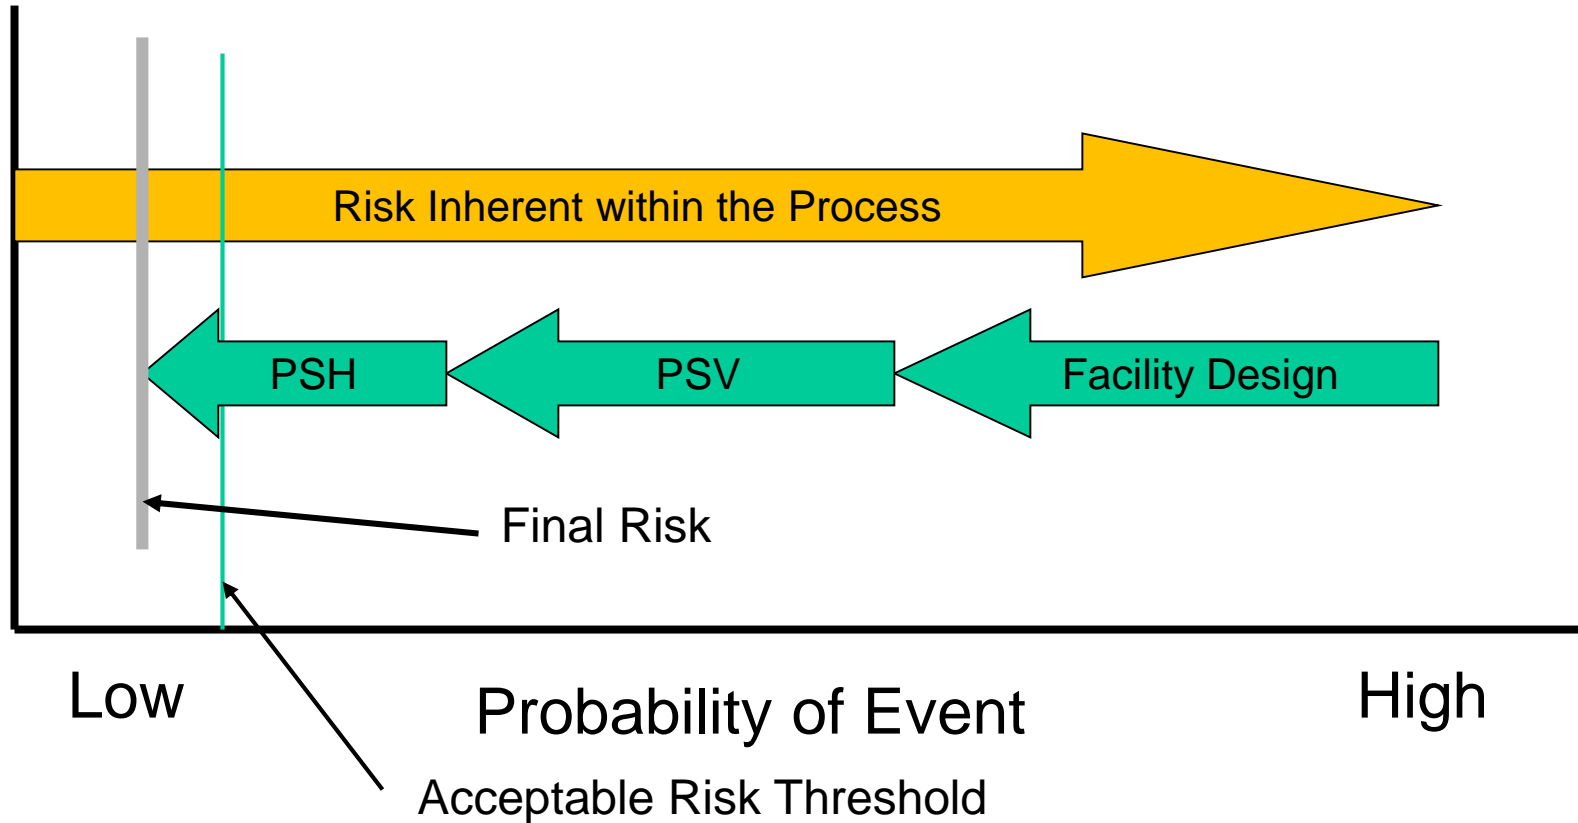 Risk Inherent within the Process
PSH
PSV
Facility Design
Final Risk
Low
Probability of Event
High
Acceptable Risk Threshold